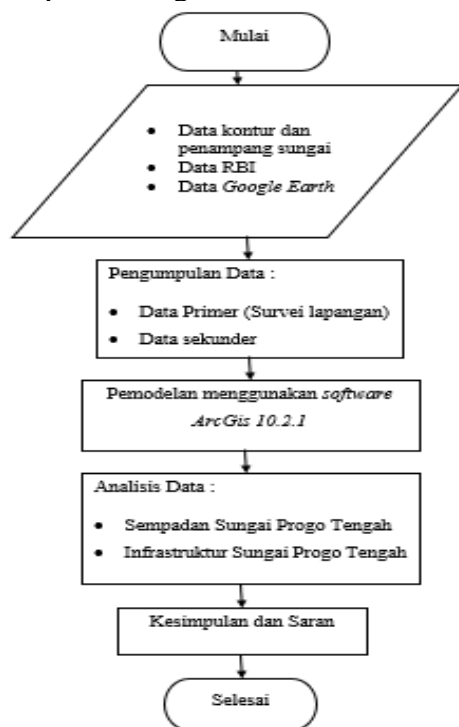 Mulai
• Data kontur dan
penampang sungai
• Data RBI
• Data Google Earth
Pengumpulan Data :
• Data Primer (Survei lapangan)
• Data sekunder
Pemodelan menggunakan software
ArcGis 10.2.1
Analisis Data :
• Sempadan Sungai Progo Tengah
• Infrastruktur Sungai Progo Tengah
Kesimpulan dan Saran
Selesai